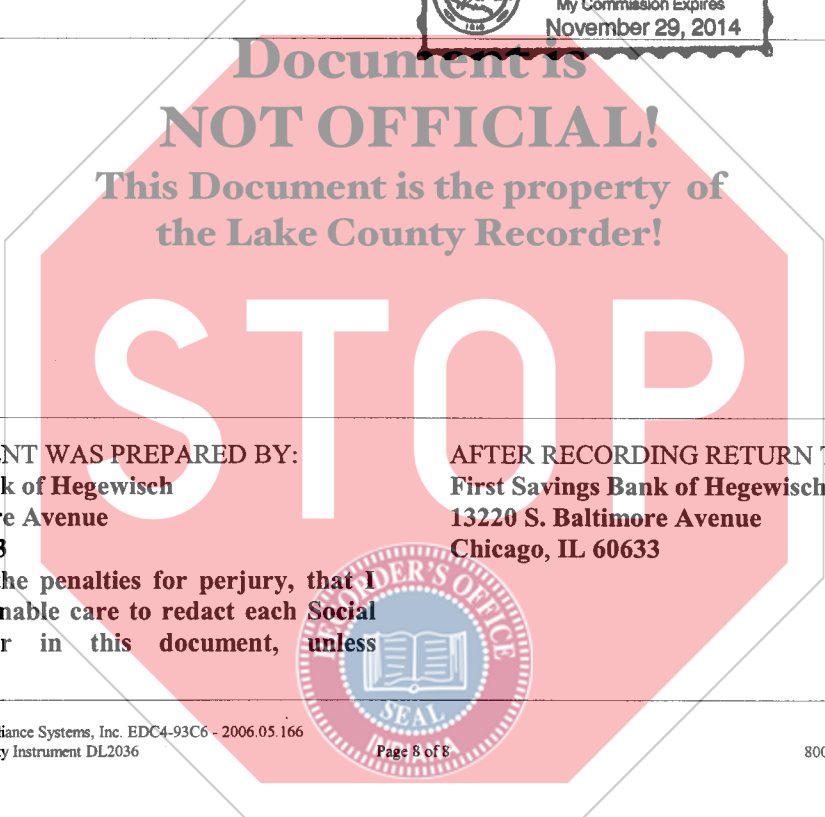 My Commission Expires
November 29, 2014
Document is
NOT OFFICIAL!
This Document is the property of
the Lake County Recorder!
STOP
ENT WAS PREPARED BY:
k of Hegewisch
re Avenue
3
AFTER RECORDING RETURN T
First Savings Bank of Hegewisch
13220 S. Baltimore Avenue
Chicago, IL 60633
he penalties for perjury, that I
nable care to redact each Social
r in this document, unless
RECORDER'S OFFICE
SEAL
INDIANA
liance Systems, Inc. EDC4-93C6 - 2006.05.166
y Instrument DL2036
Page 8 of 8
800